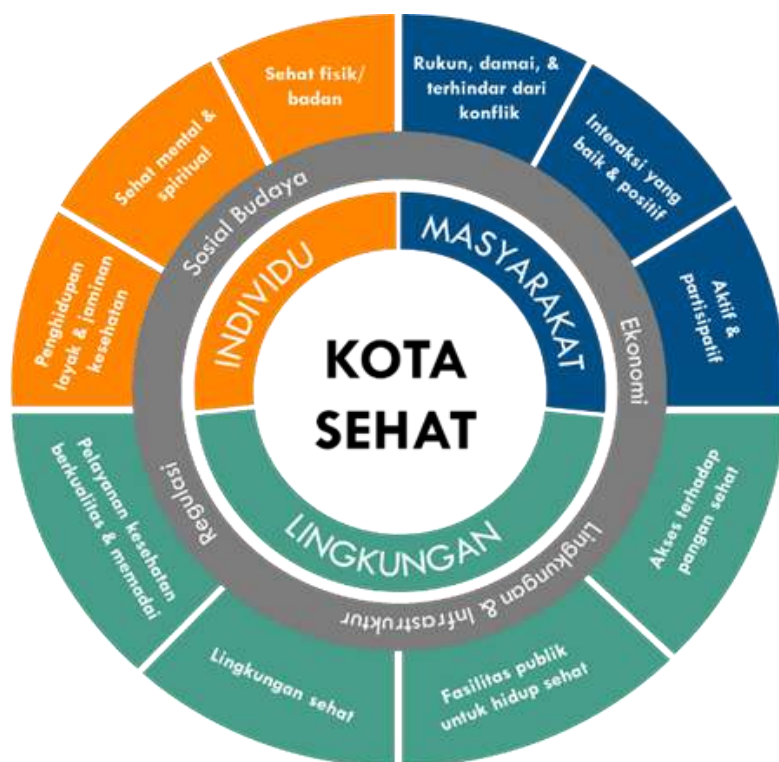 Sehat fisik/
badan
Rukun, damai, &
terhindar dari
konflik
Sehat mental &
spiritual
Interaksi yang
baik & positif
Penghidupan
layak & jaminan
kesehatan
Aktif &
partisipatif
Sosial Budaya
Ekonomi
Regulasi
Lingkungan & Infrastruktur
INDIVIDU
MASYARAKAT
LINGKUNGAN
KOTA
SEHAT
Pelayanan kesehatan
berkualitas & memadai
Akses terhadap
pangan sehat
Lingkungan sehat
Fasilitas publik
untuk hidup sehat